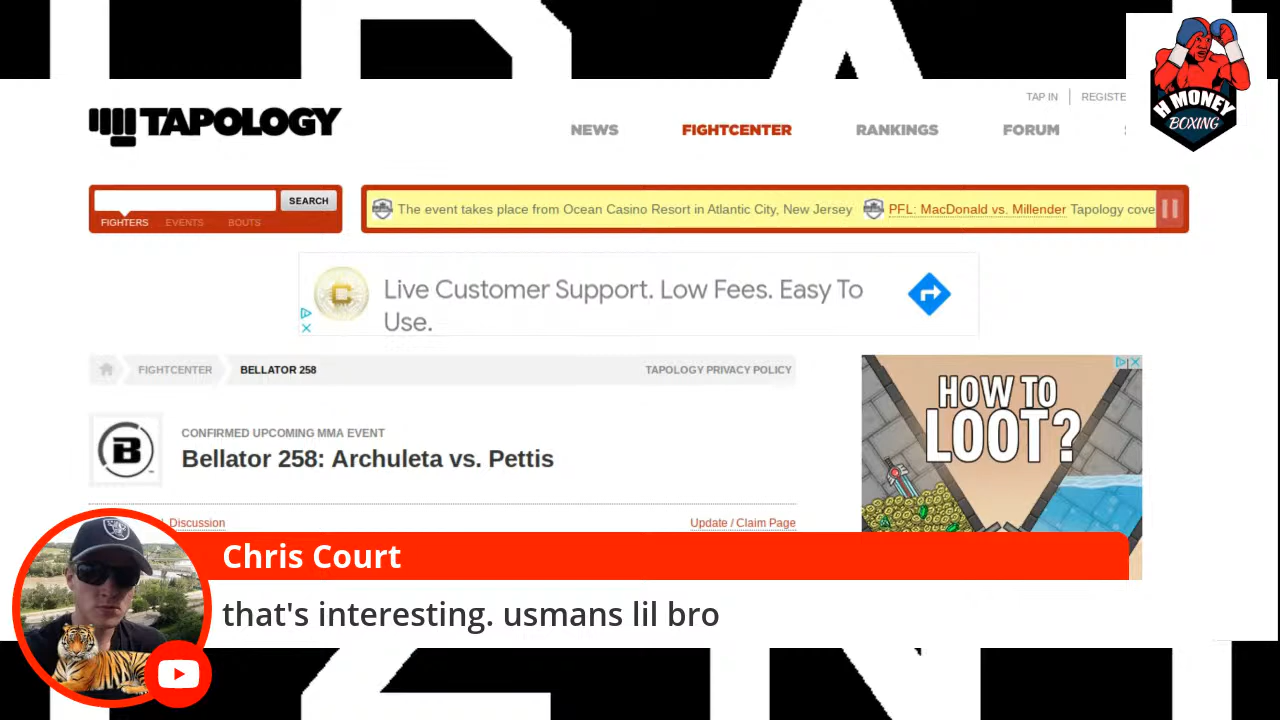 H MONEY
BOXING
TAPOLOGY
TAP IN
REGISTE
NEWS
FIGHTCENTER
RANKINGS
FORUM
SEARCH
FIGHTERS
EVENTS
BOUTS
The event takes place from Ocean Casino Resort in Atlantic City, New Jersey
PFL: MacDonald vs. Millender Tapology cove
Live Customer Support. Low Fees. Easy To
Use.
FIGHTCENTER
BELLATOR 258
TAPOLOGY PRIVACY POLICY
HOW TO
LOOT?
B
CONFIRMED UPCOMING MMA EVENT
Bellator 258: Archuleta vs. Pettis
Discussion
Update / Claim Page
Chris Court
that's interesting. usmans lil bro